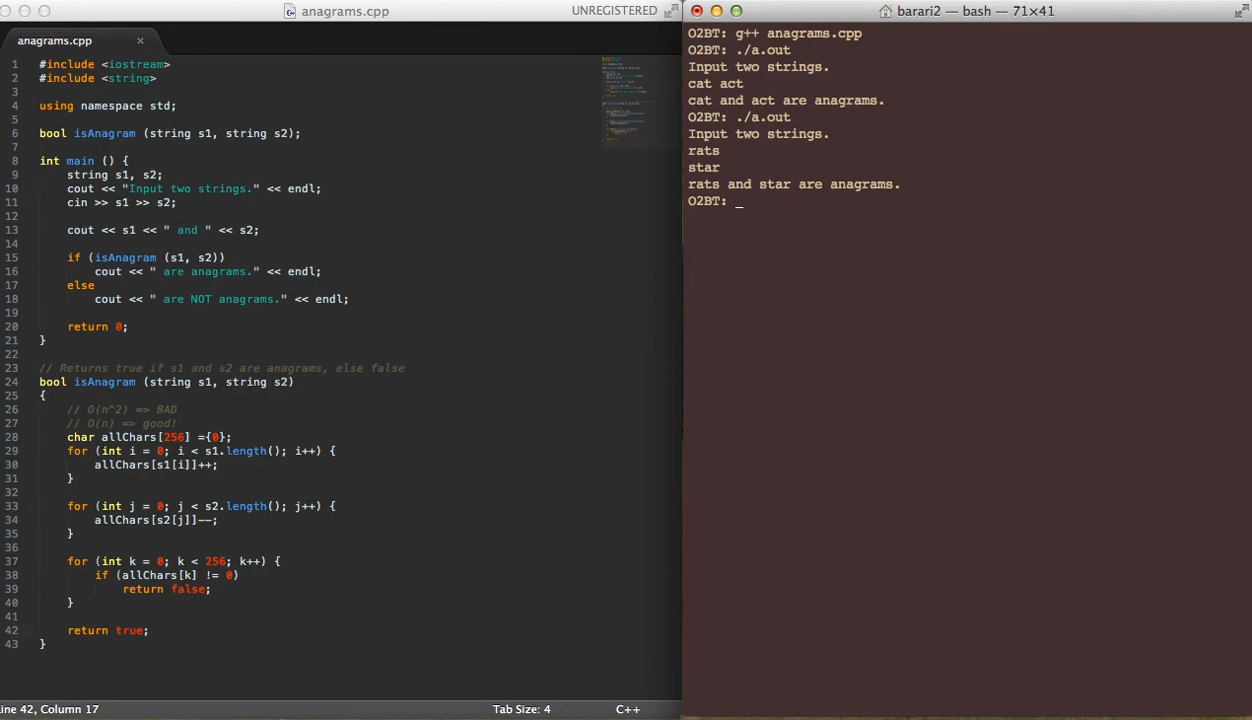 anagrams.cpp
UNREGISTERED
anagrams.cpp ×
1 #include <iostream>
2 #include <string>
3
4 using namespace std;
5
6 bool isAnagram (string s1, string s2);
7
8 int main () {
9 string s1, s2;
10 cout << "Input two strings." << endl;
11 cin >> s1 >> s2;
12
13 cout << s1 << " and " << s2;
14
15 if (isAnagram (s1, s2))
16 cout << " are anagrams." << endl;
17 else
18 cout << " are NOT anagrams." << endl;
19
20 return 0;
21 }
22
23 // Returns true if s1 and s2 are anagrams, else false
24 bool isAnagram (string s1, string s2)
25 {
26 // O(n^2) => BAD
27 // O(n) => good!
28 char allChars[256] ={0};
29 for (int i = 0; i < s1.length(); i++) {
30 allChars[s1[i]]++;
31 }
32
33 for (int j = 0; j < s2.length(); j++) {
34 allChars[s2[j]]--;
35 }
36
37 for (int k = 0; k < 256; k++) {
38 if (allChars[k] != 0)
39 return false;
40 }
41
42 return true;
43 }
ine 42, Column 17
Tab Size: 4
C++
barari2 — bash — 71×41
O2BT: g++ anagrams.cpp
O2BT: ./a.out
Input two strings.
cat act
cat and act are anagrams.
O2BT: ./a.out
Input two strings.
rats
star
rats and star are anagrams.
O2BT: _